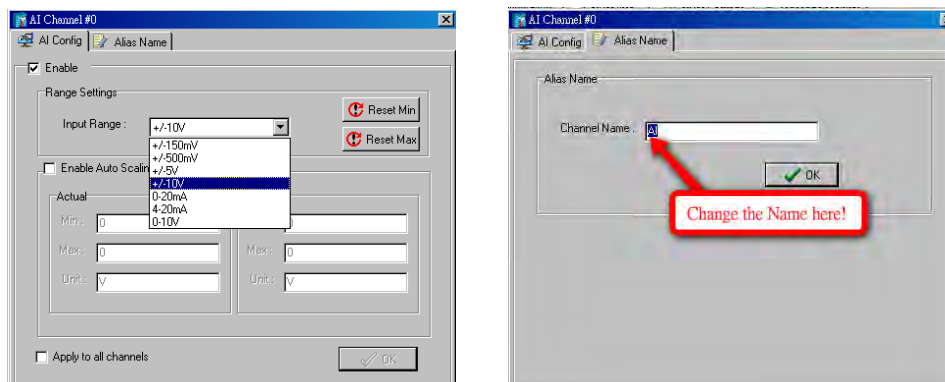 AI Channel #0
AI Config Alias Name
Enable
Range Settings
Input Range : +/-10V
Reset Min
Reset Max
+/-150mV
+/-500mV
+/-5V
+/-10V
0-20mA
4-20mA
0-10V
Enable Auto Scalin
Actual
Min : 0
Max : 0
Max : 0
Unit : V
Unit : V
Apply to all channels
OK
AI Channel #0
AI Config Alias Name
Alias Name
Channel Name : AI
OK
Change the Name here!